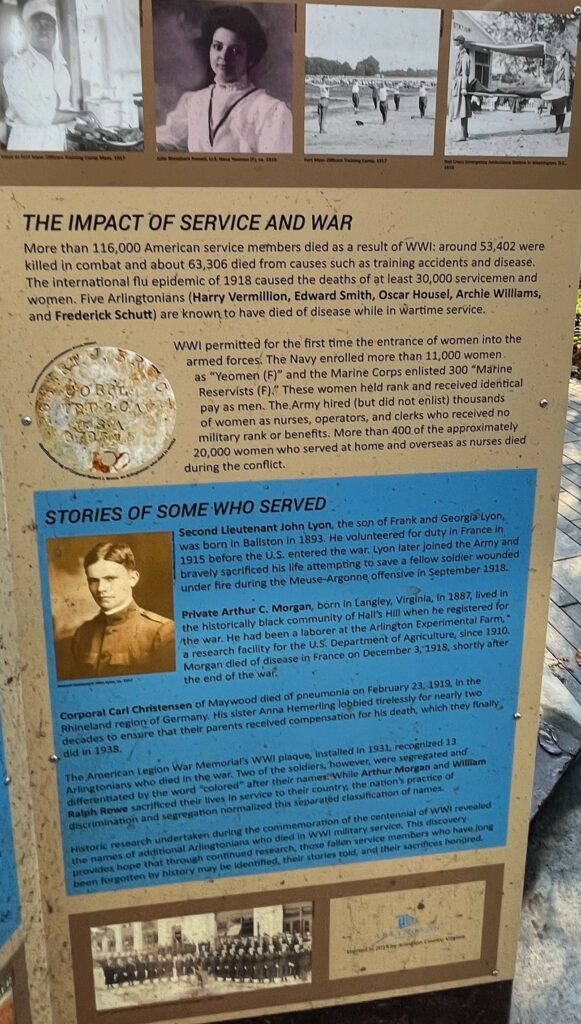 Fort Myer Officers Training Camp, 1917
Red Cross Emergency Ambulance Station in Washington, D.C.,
THE IMPACT OF SERVICE AND WAR
More than 116,000 American service members died as a result of WWI: around 53,402 were
killed in combat and about 63,306 died from causes such as training accidents and disease.
The international flu epidemic of 1918 caused the deaths of at least 30,000 servicemen and
women. Five Arlingtonians (Harry Vermillion, Edward Smith, Oscar Housel, Archie Williams,
and Frederick Schutt) are known to have died of disease while in wartime service.
WWI permitted for the first time the entrance of women into the
armed forces. The Navy enrolled more than 11,000 women
as “Yeomen (F)” and the Marine Corps enlisted 300 “Marine
Reservists (F).” These women held rank and received identical
pay as men. The Army hired (but did not enlist) thousands
of women as nurses, operators, and clerks who received no
military rank or benefits. More than 400 of the approximately
20,000 women who served at home and overseas as nurses died
during the conflict.
CORPL
STORIES OF SOME WHO SERVED
Second Lieutenant John Lyon, the son of Frank and Georgia Lyon,
was born in Ballston in 1893. He volunteered for duty in France in
1915 before the U.S. entered the war. Lyon later joined the Army and
bravely sacrificed his life attempting to save a fellow soldier wounded
under fire during the Meuse-Argonne offensive in September 1918.
Private Arthur C. Morgan, born in Langley, Virginia, in 1887, lived in
the historically black community of Hall’s Hill when he registered for
the war. He had been a laborer at the Arlington Experimental Farm,
a research facility for the U.S. Department of Agriculture, since 1910.
Morgan died of disease in France on December 3, 1918, shortly after
the end of the war.
Corporal Carl Christensen of Maywood died of pneumonia on February 23, 1919, in the
Rhineland region of Germany. His sister Anna Hemerling lobbied tirelessly for nearly two
decades to ensure that their parents received compensation for his death, which they finally
did in 1938.
The American Legion War Memorial’s WWI plaque, installed in 1931, recognized 13
Arlingtonians who died in the war. Two of the soldiers, however, were segregated and
differentiated by the word “colored” after their names. While Arthur Morgan and William
Ralph Rowe sacrificed their lives in service to their country, the nation’s practice of
discrimination and segregation normalized this separated classification of names.
Historic research undertaken during the commemoration of the centennial of WWI revealed
the names of additional Arlingtonians who died in WWI military service. This discovery
provides hope that through continued research, those fallen service members who have long
been forgotten by history may be identified, their stories told, and their sacrifices honored.
by Arlington County, Virginia